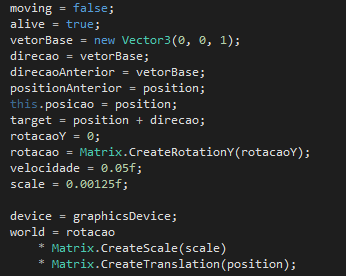 moving = false;
alive = true;
vetorBase = new Vector3(0, 0, 1);
direcao = vetorBase;
direcaoAnterior = vetorBase;
positionAnterior = position;
this.posicao = position;
target = position + direcao;
rotacaoY = 0;
rotacao = Matrix.CreateRotationY(rotacaoY);
velocidade = 0.05f;
scale = 0.00125f;
device = graphicsDevice;
world = rotacao
* Matrix.CreateScale(scale)
* Matrix.CreateTranslation(position);